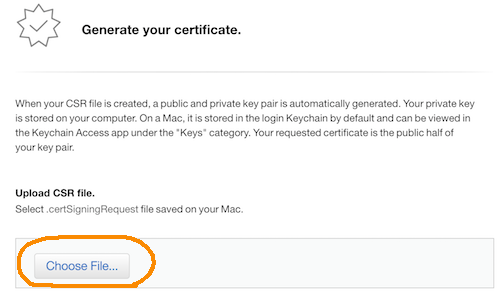 Generate your certificate.
When your CSR file is created, a public and private key pair is automatically generated. Your private key
is stored on your computer. On a Mac, it is stored in the login Keychain by default and can be viewed in
the Keychain Access app under the "Keys" category. Your requested certificate is the public half of
your key pair.
Upload CSR file.
Select .certSigningRequest file saved on your Mac.
Choose File...